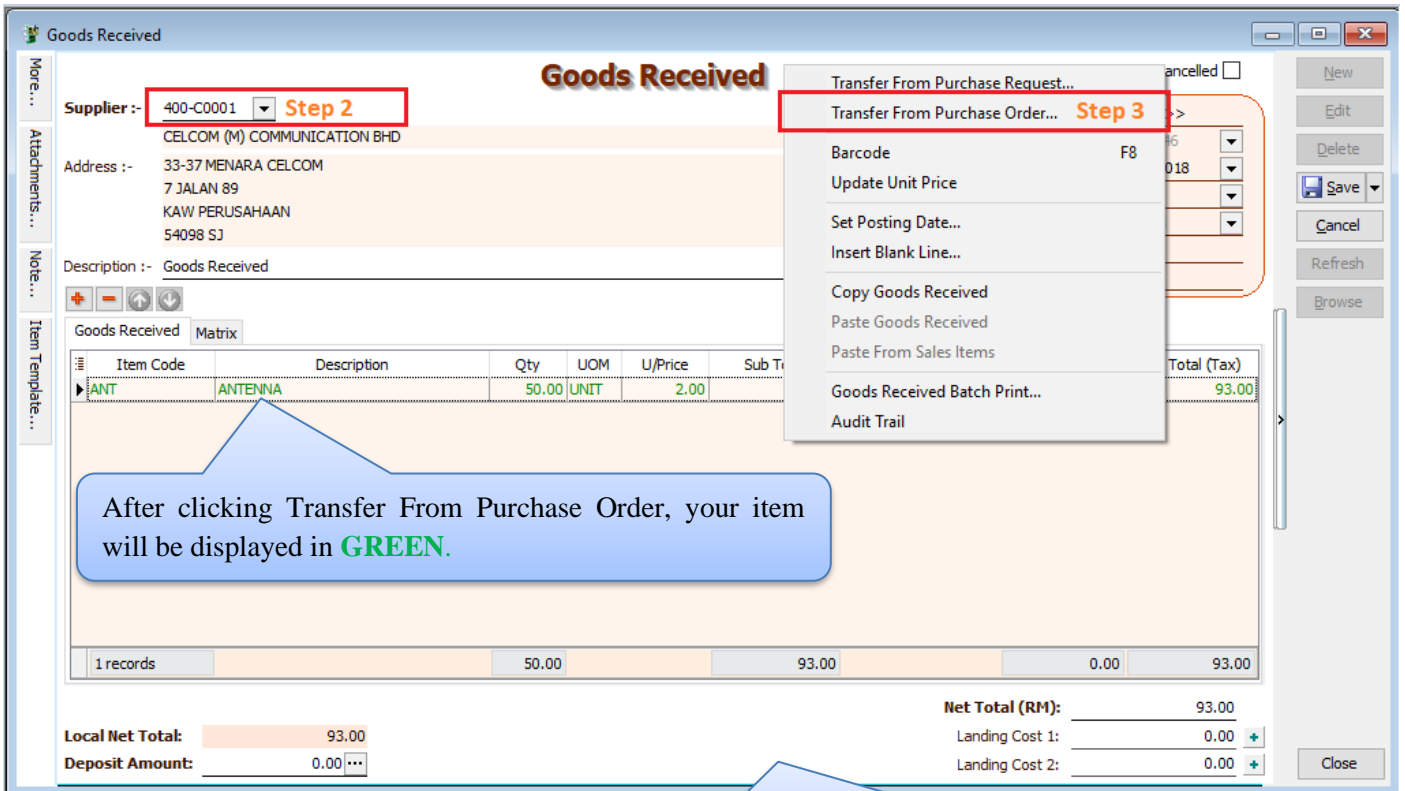 Goods Received
More...
Attachments...
Note...
Item Template...
Goods Received
ancelled
Supplier :- 400-C0001 Step 2
CELCOM (M) COMMUNICATION BHD
Address :- 33-37 MENARA CELCOM
7 JALAN 89
KAW PERUSAHAAN
54098 SJ
Description :- Goods Received
Transfer From Purchase Request...
Transfer From Purchase Order... Step 3
Barcode F8
Update Unit Price
Set Posting Date...
Insert Blank Line...
Copy Goods Received
Paste Goods Received
Paste From Sales Items
Goods Received Batch Print...
Audit Trail
>>
018
New
Edit
Delete
Save
Cancel
Refresh
Browse
Goods Received Matrix
Item Code Description Qty UOM U/Price Sub T Total (Tax)
ANT ANTENNA 50.00 UNIT 2.00 93.00
After clicking Transfer From Purchase Order, your item
will be displayed in GREEN.
1 records 50.00 93.00 0.00 93.00
Net Total (RM): 93.00
Local Net Total: 93.00 Landing Cost 1: 0.00
Deposit Amount: 0.00 Landing Cost 2: 0.00
Close